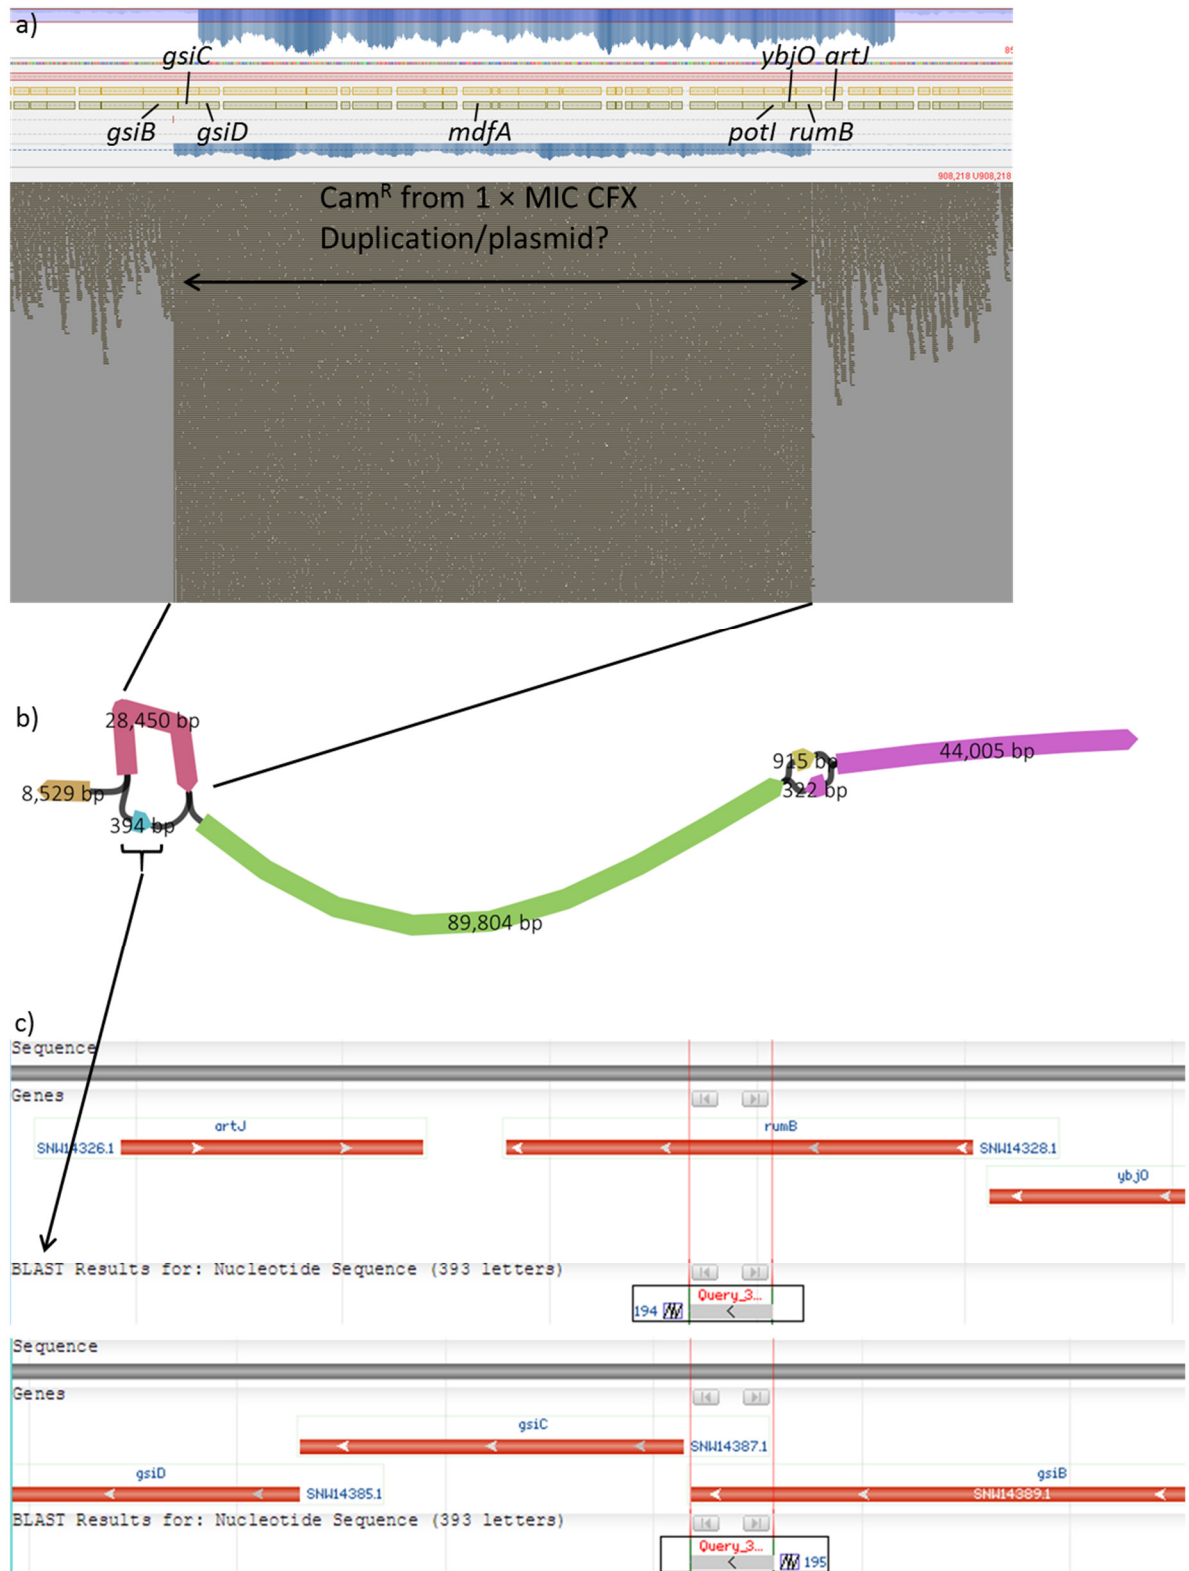 a)
gsiC
ybjO artJ
gsiB
gsiD
mdfA
potI
rumB
908,218 U908,218
Camᴿ from 1 × MIC CFX
Duplication/plasmid?
b)
28,450 bp
8,529 bp
394 bp
89,804 bp
915 bp
322 bp
44,005 bp
c)
Sequence
Genes
artJ
rumB
SNW14326.1
SNW14328.1
ybjO
BLAST Results for: Nucleotide Sequence (393 letters)
Query_3...
194
Sequence
Genes
gsiC
SNW14387.1
gsiD
gsiB
SNW14385.1
SNW14389.1
BLAST Results for: Nucleotide Sequence (393 letters)
Query_3...
195